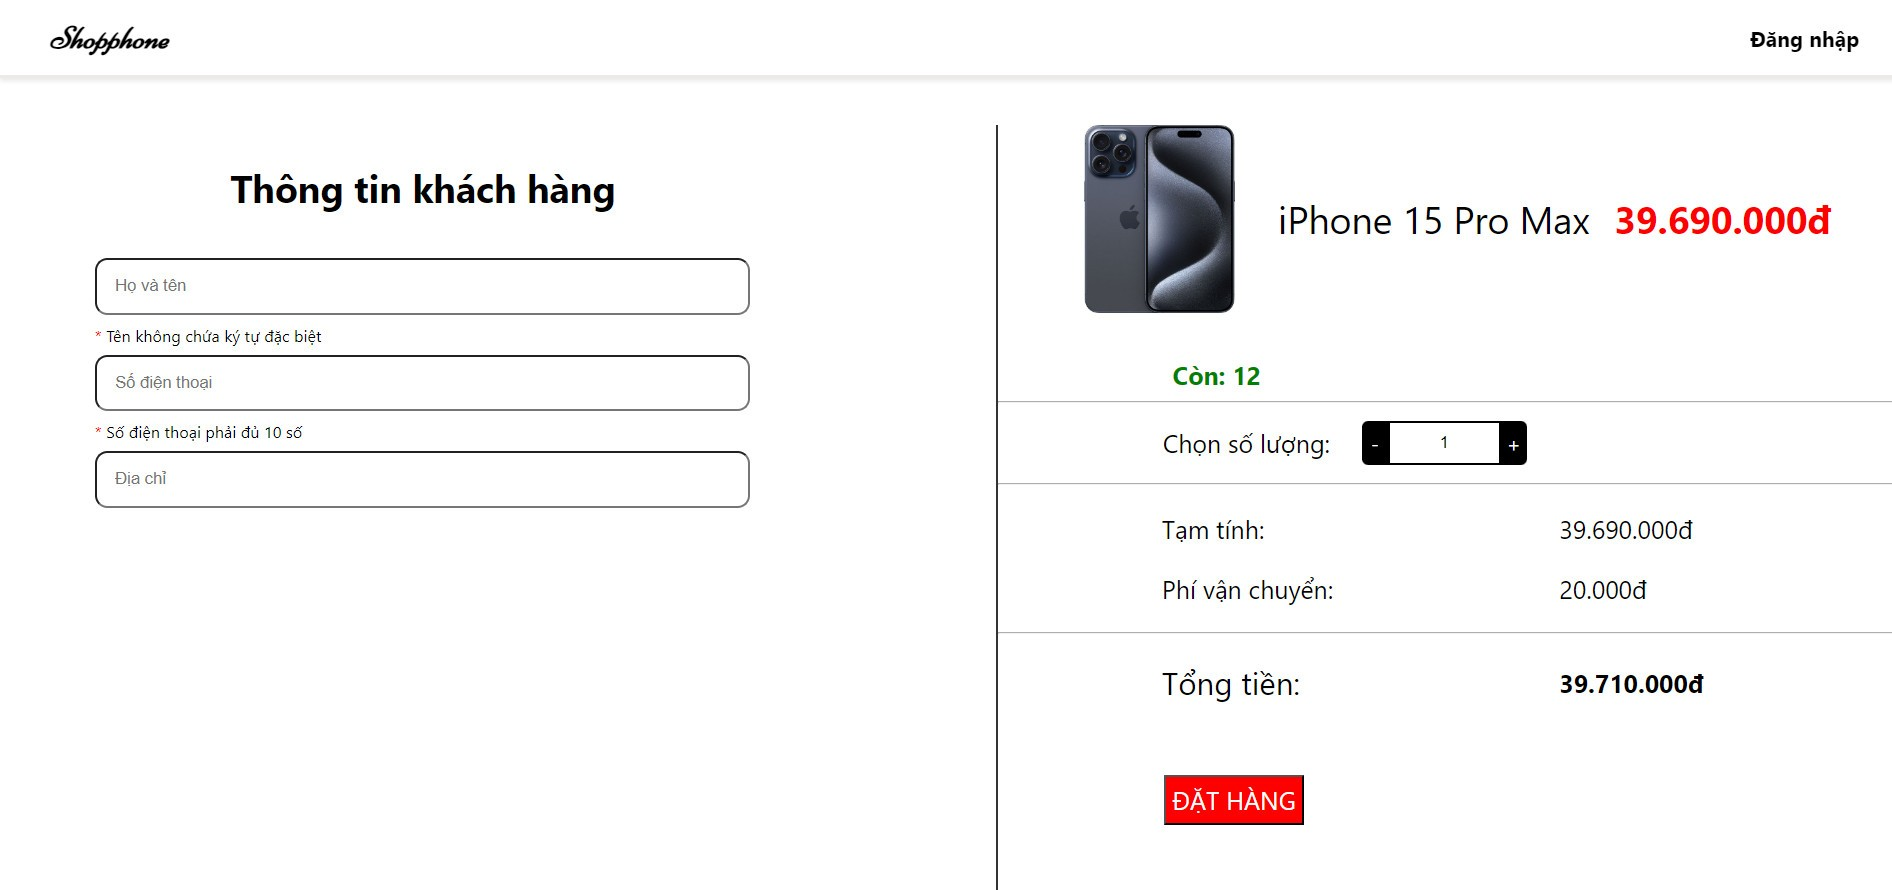 Shopphone
Đăng nhập
Thông tin khách hàng
Họ và tên
* Tên không chứa ký tự đặc biệt
Số điện thoại
* Số điện thoại phải đủ 10 số
Địa chỉ
iPhone 15 Pro Max 39.690.000đ
Còn: 12
Chọn số lượng: - 1 +
Tạm tính: 39.690.000đ
Phí vận chuyển: 20.000đ
Tổng tiền: 39.710.000đ
ĐẶT HÀNG